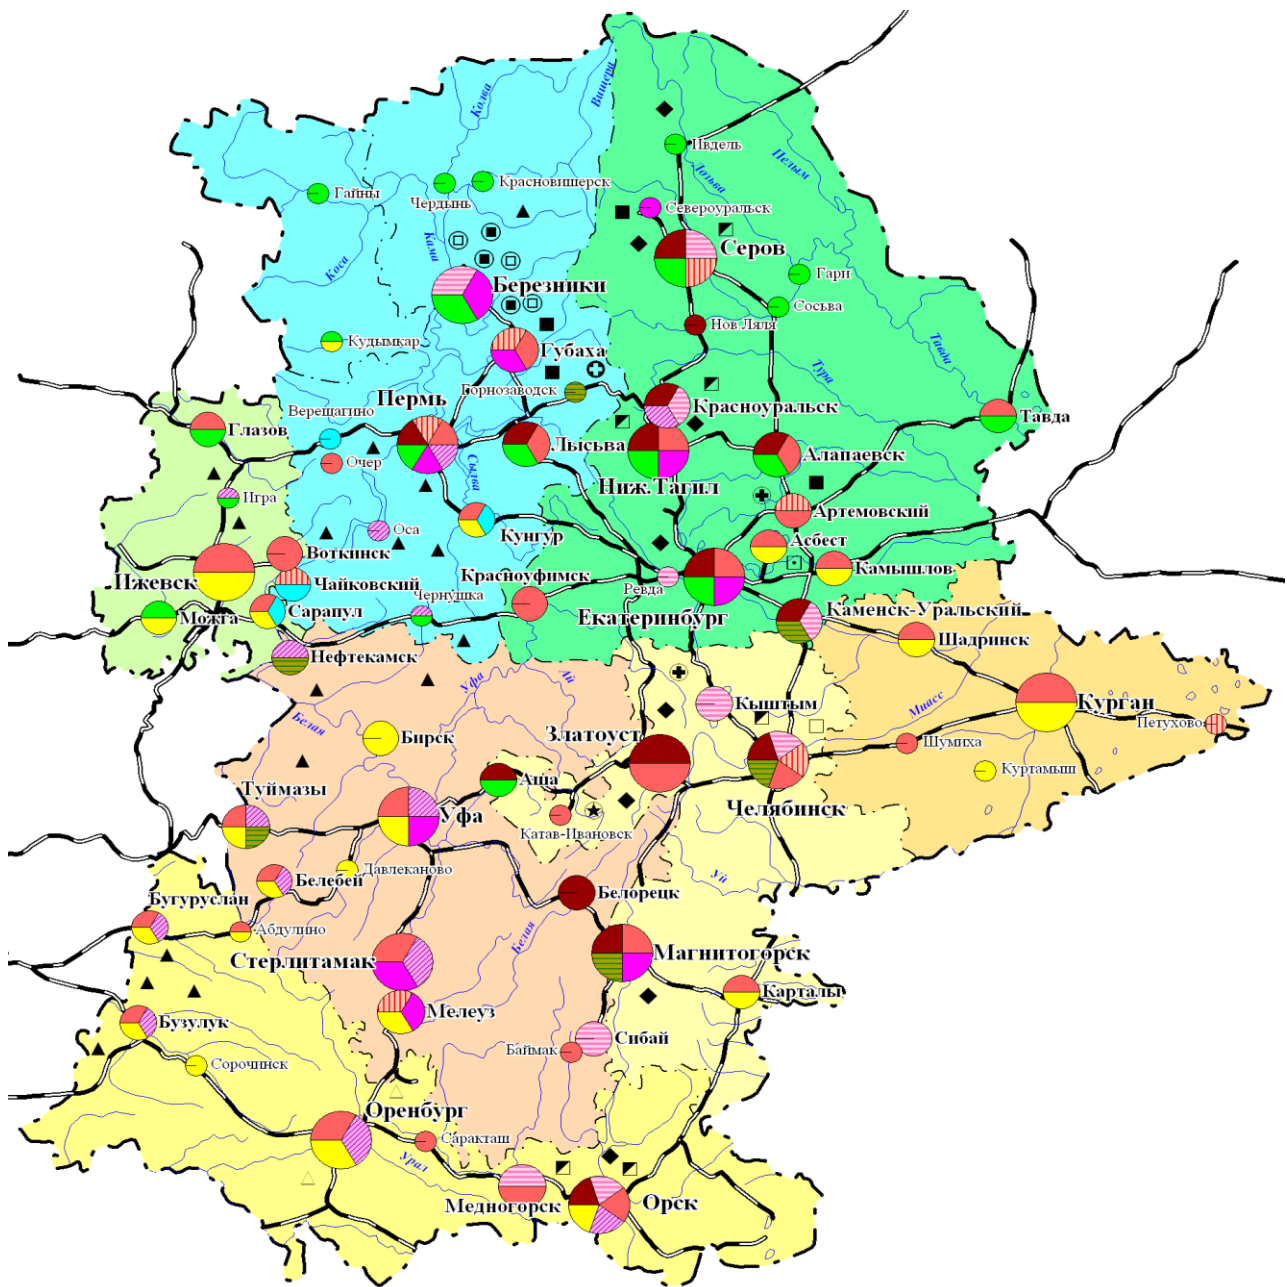 Колва
Вишера
Ивдель
Лозьва
Пелым
Гайны
Чердынь
Красновишерск
Североуральск
Кама
Коса
Серов
Гари
Березники
Сосьва
Нов.Ляля
Кудымкар
Губаха
Тавда
Тура
Горнозаводск
Пермь
Красноуральск
Верещагино
Глазов
Тавда
Лысьва
Алапаевск
Очер
Сылва
Ниж.Тагил
Игра
Артемовский
Оса
Кунгур
Асбест
Воткинск
Ижевск
Чайковский
Красноуфимск
Камышлов
Ревда
Чернушка
Сарапул
Можга
Екатеринбург
Каменск-Уральский
Шадринск
Нефтекамск
Уфа
Ай
Белая
Кыштым
Миасс
Курган
Петухово
Бирск
Златоуст
Шумиха
Куртамыш
Аша
Туймазы
Уфа
Челябинск
Катав-Ивановск
Давлеканово
Белебей
Уй
Белорецк
Бугуруслан
Абдулино
Белая
Стерлитамак
Магнитогорск
Карталы
Мелеуз
Бузулук
Сибай
Баймак
Сорочинск
Оренбург
Саракташ
Урал
Медногорск
Орск